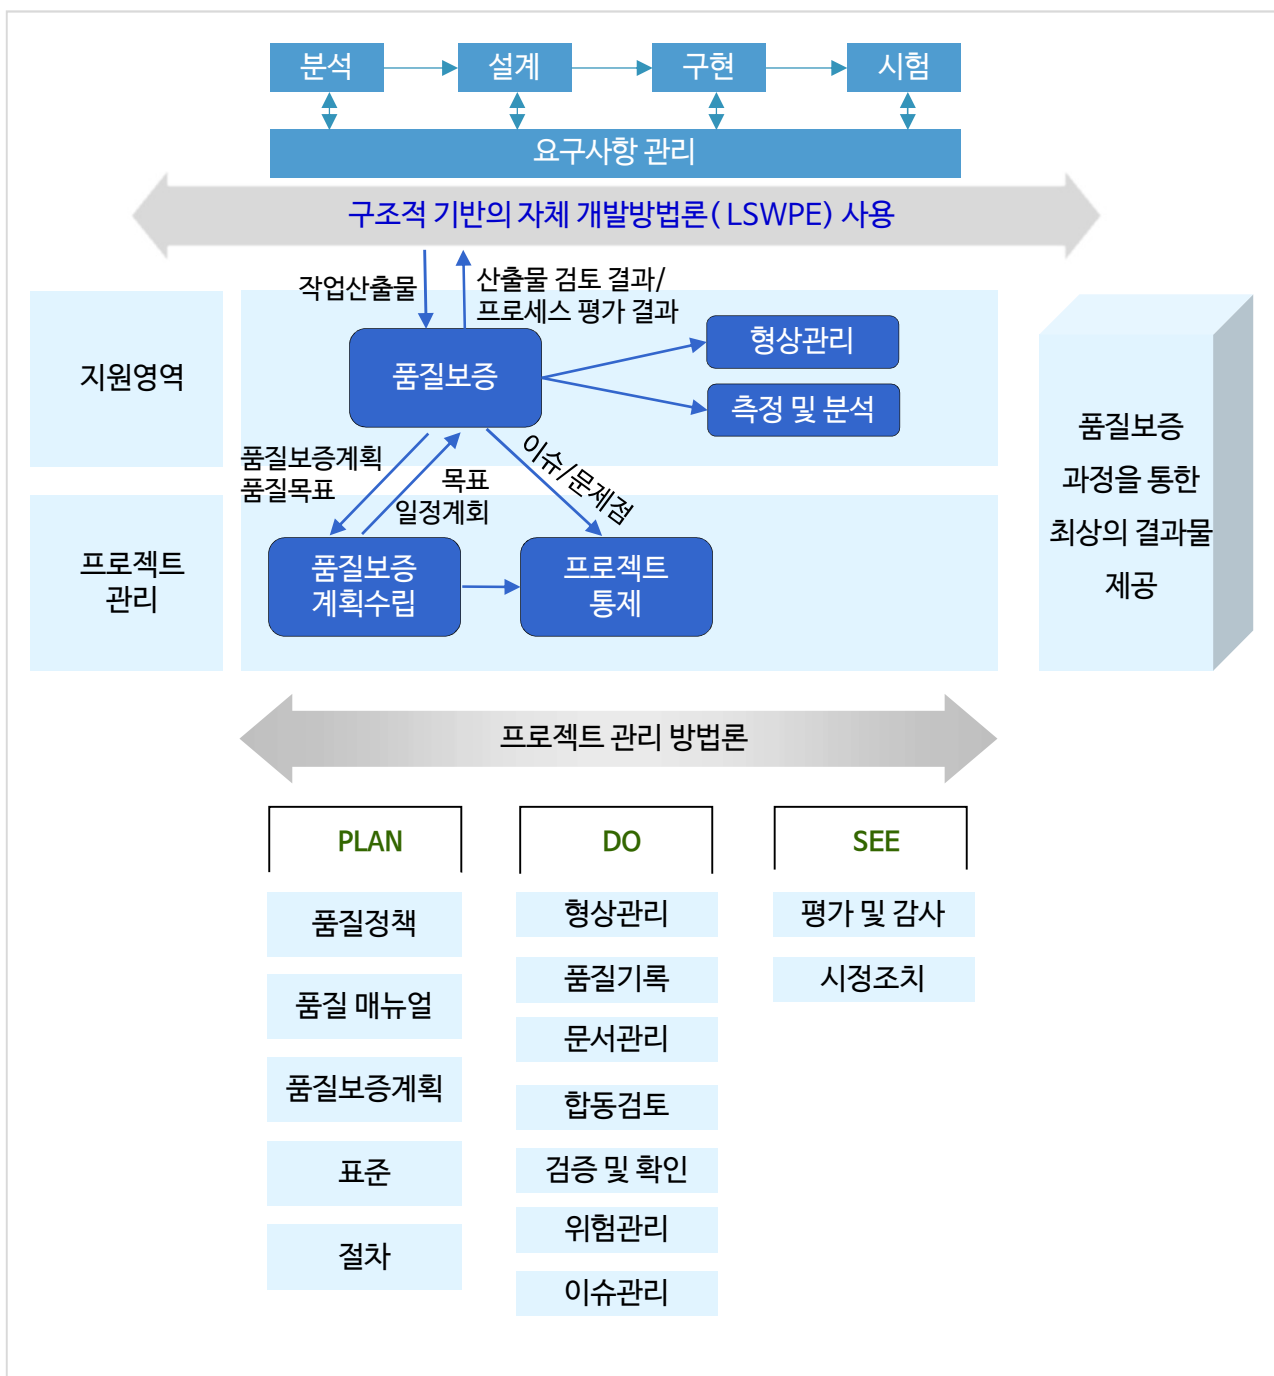 분석
설계
구현
시험
요구사항 관리
구조적 기반의 자체 개발방법론( LSWPE) 사용
작업산출물
산출물 검토 결과/
프로세스 평가 결과
지원영역
품질보증
형상관리
측정 및 분석
품질보증계획
품질목표
목표
일정계회
이슈/문제점
프로젝트
관리
품질보증
계획수립
프로젝트
통제
품질보증
과정을 통한
최상의 결과물
제공
프로젝트 관리 방법론
PLAN
품질정책
품질 매뉴얼
품질보증계획
표준
절차
DO
형상관리
품질기록
문서관리
합동검토
검증 및 확인
위험관리
이슈관리
SEE
평가 및 감사
시정조치